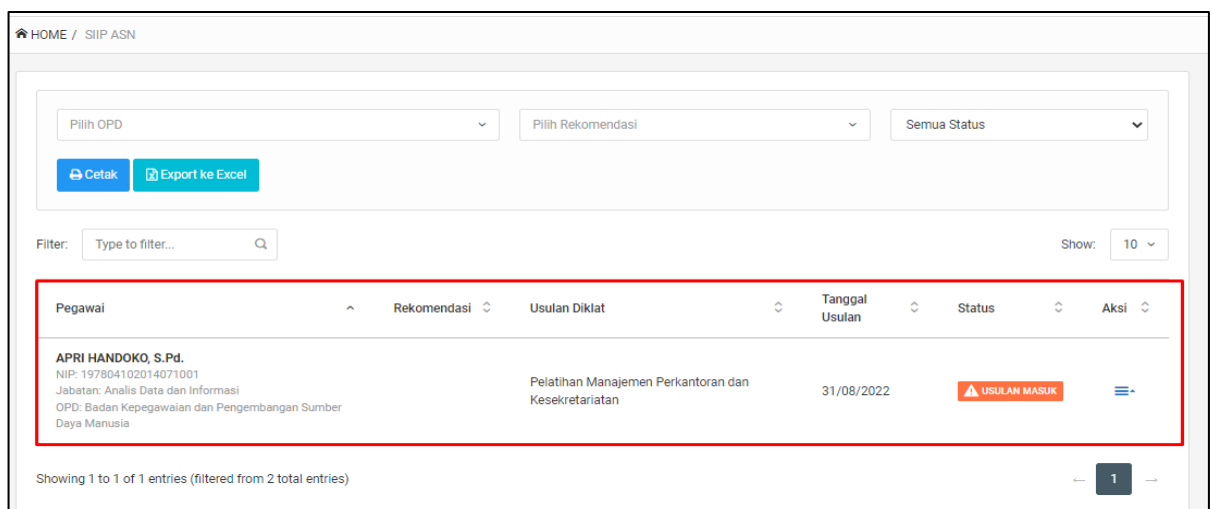 HOME / SIIP ASN
Pilih OPD
Pilih Rekomendasi
Semua Status
Cetak
Export ke Excel
Filter:
Type to filter...
Show:
10
Pegawai
Rekomendasi
Usulan Diklat
Tanggal
Usulan
Status
Aksi
APRI HANDOKO, S.Pd.
NIP: 197804102014071001
Jabatan: Analis Data dan Informasi
OPD: Badan Kepegawaian dan Pengembangan Sumber
Daya Manusia
Pelatihan Manajemen Perkantoran dan
Kesekretariatan
31/08/2022
USULAN MASUK
Showing 1 to 1 of 1 entries (filtered from 2 total entries)
← 1 →